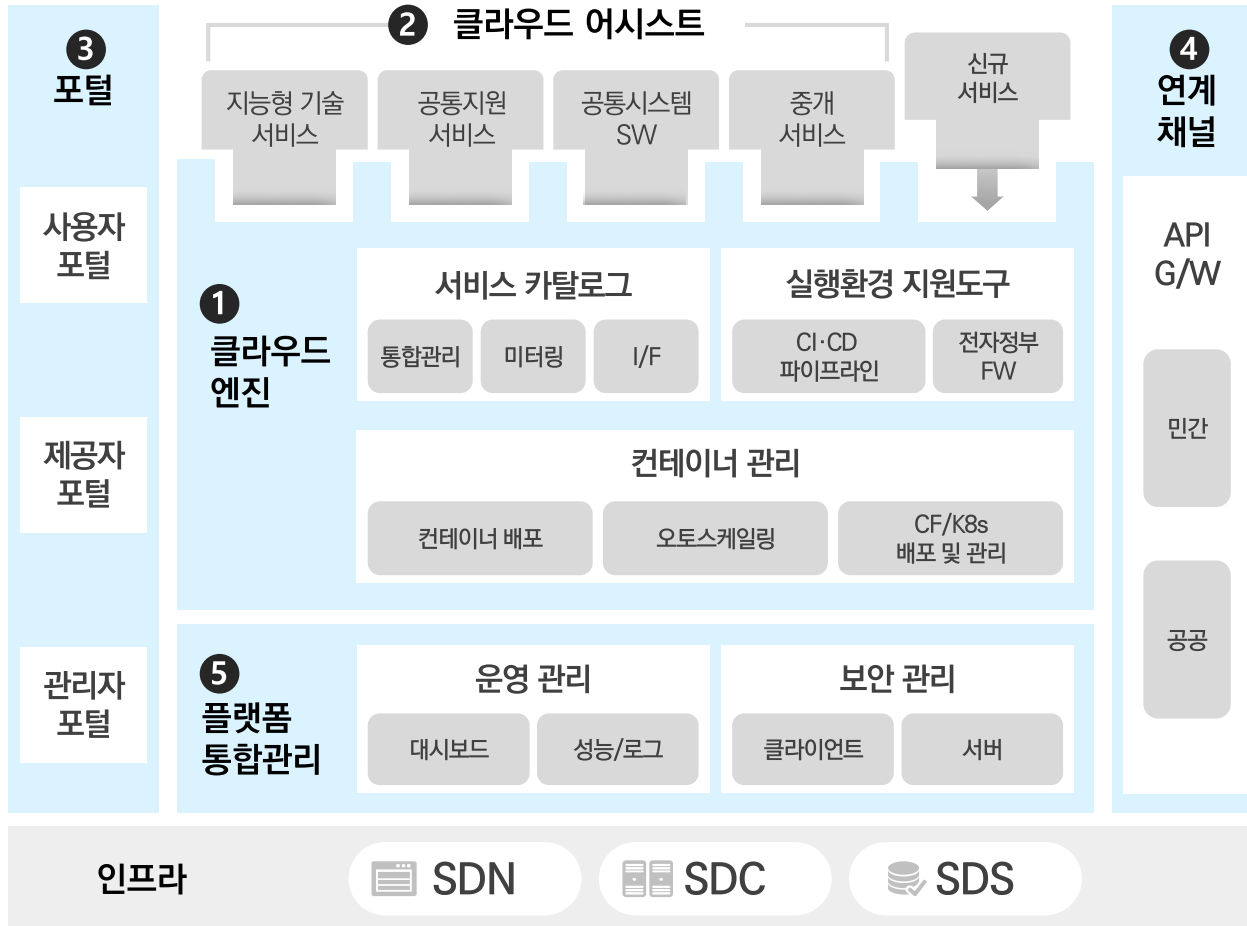 ❸
포털
사용자
포털
제공자
포털
관리자
포털
❷ 클라우드 어시스트
지능형 기술
서비스
공통지원
서비스
공통시스템
SW
중개
서비스
신규
서비스
❶
클라우드
엔진
서비스 카탈로그
통합관리
미터링
I/F
실행환경 지원도구
CI·CD
파이프라인
전자정부
FW
컨테이너 관리
컨테이너 배포
오토스케일링
CF/K8s
배포 및 관리
❺
플랫폼
통합관리
운영 관리
대시보드
성능/로그
보안 관리
클라이언트
서버
❹
연계
채널
API
G/W
민간
공공
인프라
SDN
SDC
SDS